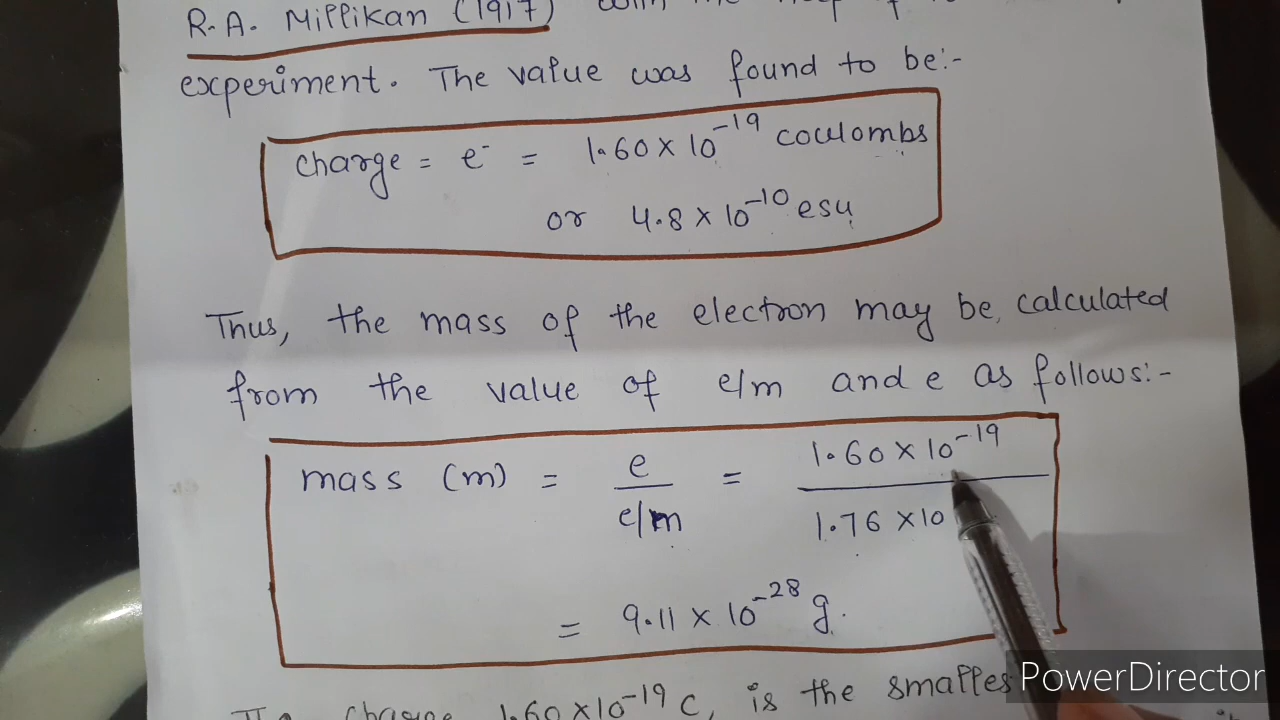 R.A. Millikan (1917) with the
experiment. The value was found to be:-
charge = e⁻ = 1.60 × 10⁻¹⁹ coulombs
or 4.8 × 10⁻¹⁰ esu
Thus, the mass of the electron may be calculated
from the value of e/m and e as follows:-
mass (m) = e / e/m = 1.60 × 10⁻¹⁹ / 1.76 × 10
= 9.11 × 10⁻²⁸ g.
charge 1.60 × 10⁻¹⁹ C, is the smalles
PowerDirector